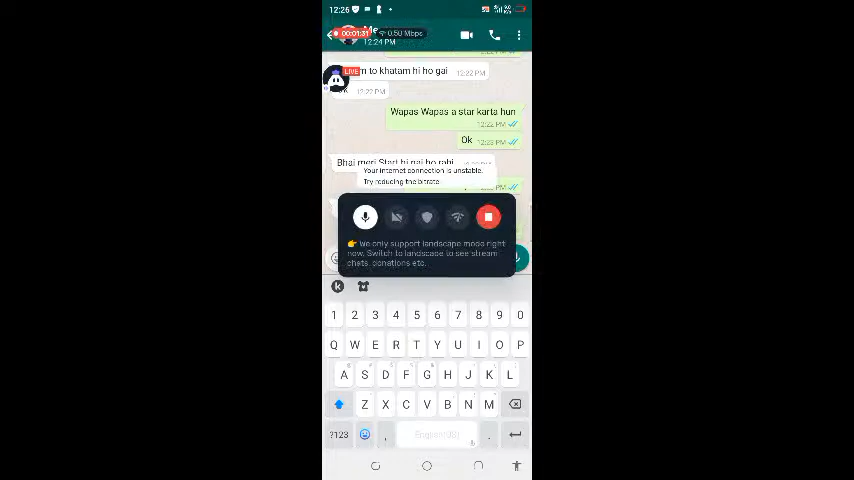 12:26
00:01:31 0.50 Mbps
12:24 PM
LIVE m to khatam hi ho gai 12:22 PM
12:22 PM
Wapas Wapas a star karta hun
12:22 PM
Ok 12:23 PM
Bhai meri Start hi nai ho rahi
Your internet connection is unstable.
Try reducing the bitrate
👉 We only support landscape mode right
now. Switch to landscape to see stream
chats, donations etc..
1 2 3 4 5 6 7 8 9 0
Q W E R T Y U I O P
A S D F G H J K L
Z X C V B N M
?123 , English (US) .